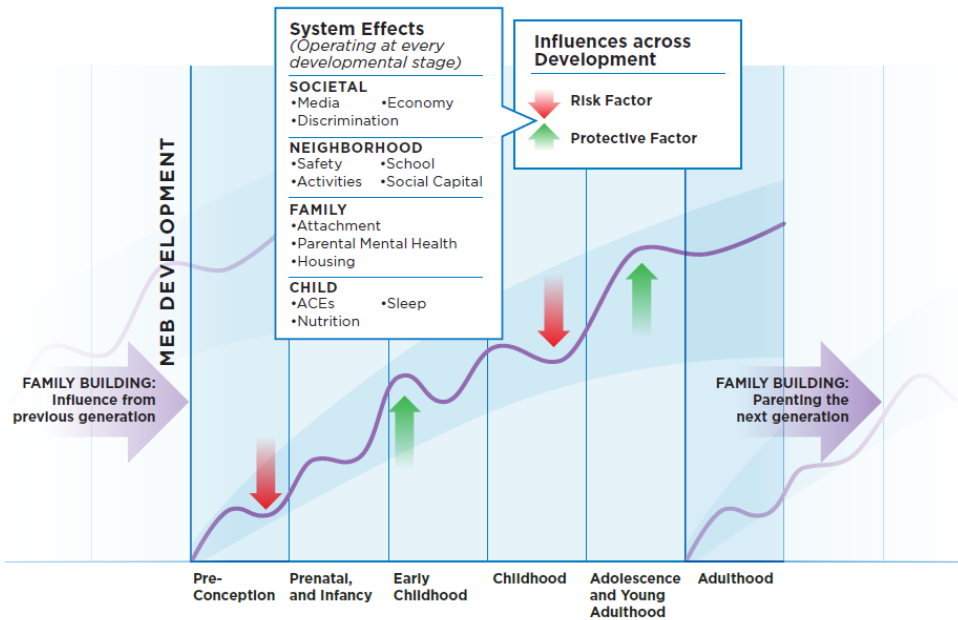 System Effects
(Operating at every
developmental stage)
SOCIETAL
•Media •Economy
•Discrimination
NEIGHBORHOOD
•Safety •School
•Activities •Social Capital
FAMILY
•Attachment
•Parental Mental Health
•Housing
CHILD
•ACEs •Sleep
•Nutrition
Influences across
Development
Risk Factor
Protective Factor
MEB DEVELOPMENT
FAMILY BUILDING:
Influence from
previous generation
FAMILY BUILDING:
Parenting the
next generation
Pre-
Conception
Prenatal,
and Infancy
Early
Childhood
Childhood
Adolescence
and Young
Adulthood
Adulthood